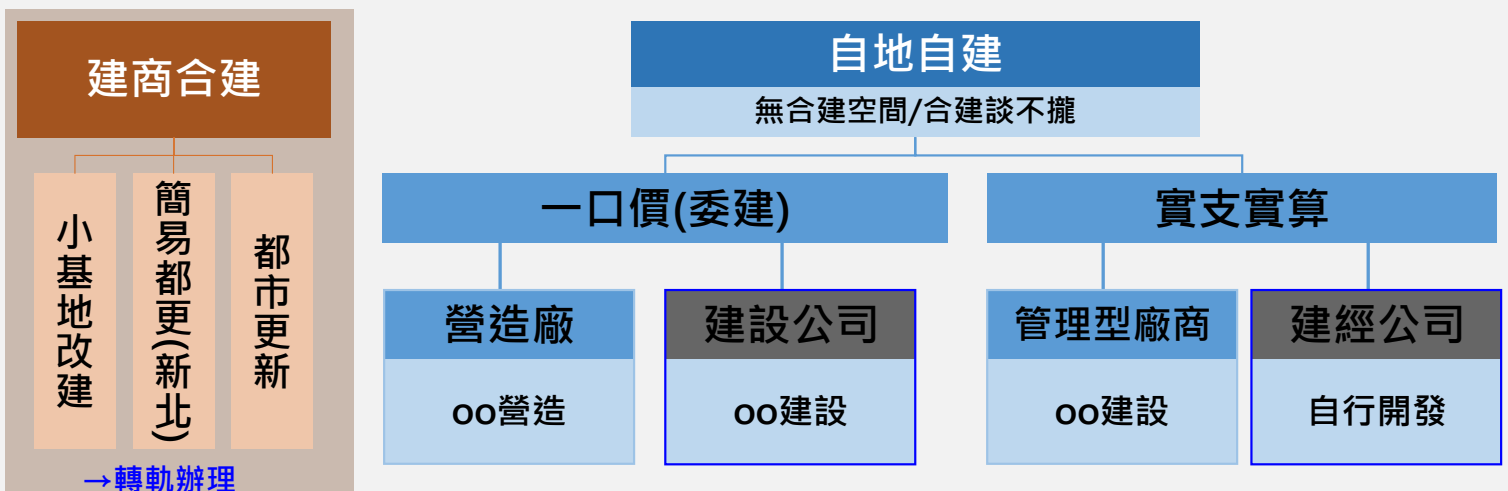 建商合建
小基地改建
簡易都更(新北)
都市更新
→轉軌辦理
自地自建
無合建空間/合建談不攏
一口價(委建)
實支實算
營造廠
oo營造
建設公司
oo建設
管理型廠商
oo建設
建經公司
自行開發